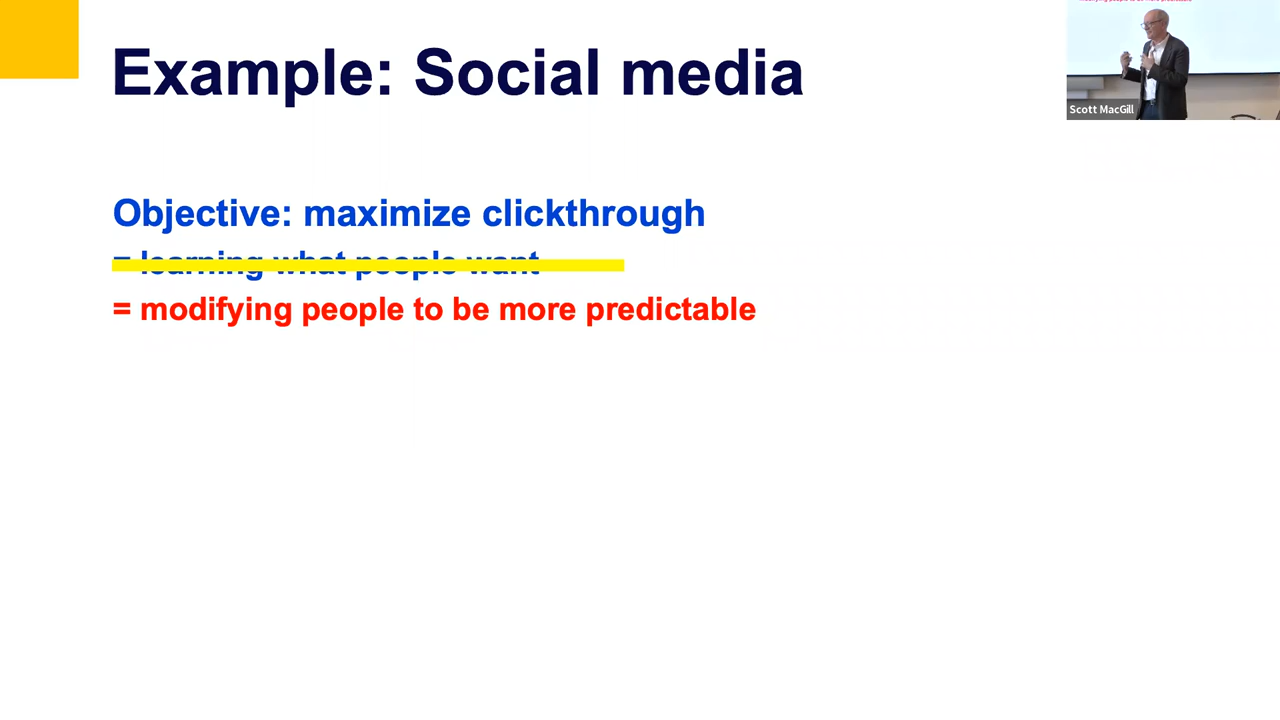 Example: Social media
Scott MacGill
Objective: maximize clickthrough
= learning what people want
= modifying people to be more predictable